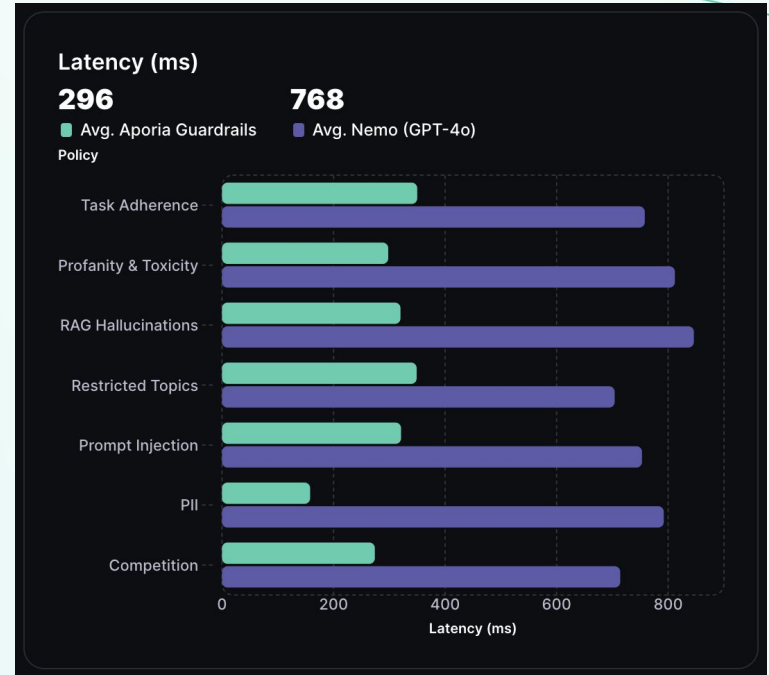 Latency (ms)
296 768
Avg. Aporia Guardrails Avg. Nemo (GPT-4o)
Policy
Task Adherence
Profanity & Toxicity
RAG Hallucinations
Restricted Topics
Prompt Injection
PII
Competition
0 200 400 600 800
Latency (ms)